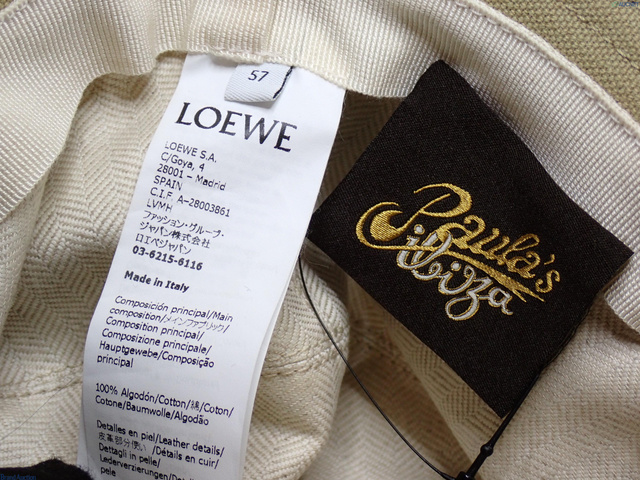 57
LOEWE
LOEWE S.A.
C/Goya, 4
28001 - Madrid
SPAIN
C.I.F. A-28003861
LVMH
ファッション・グループ・
ジャパン株式会社
ロエベジャパン
03-6215-6116
Made in Italy
Composición principal/Main
composition/メインファブリック/
Composition principal/
Composizione principale/
Hauptgewebe/Composição
principal
100% Algodón/Cotton/綿/Coton/
Cotone/Baumwolle/Algodão
Detalles en piel/Leather details/
皮革部分使い /Détails en cuir/
Dettagli in pelle/
Lederverzierungen/Detalles
pele
Paula's
ibiza